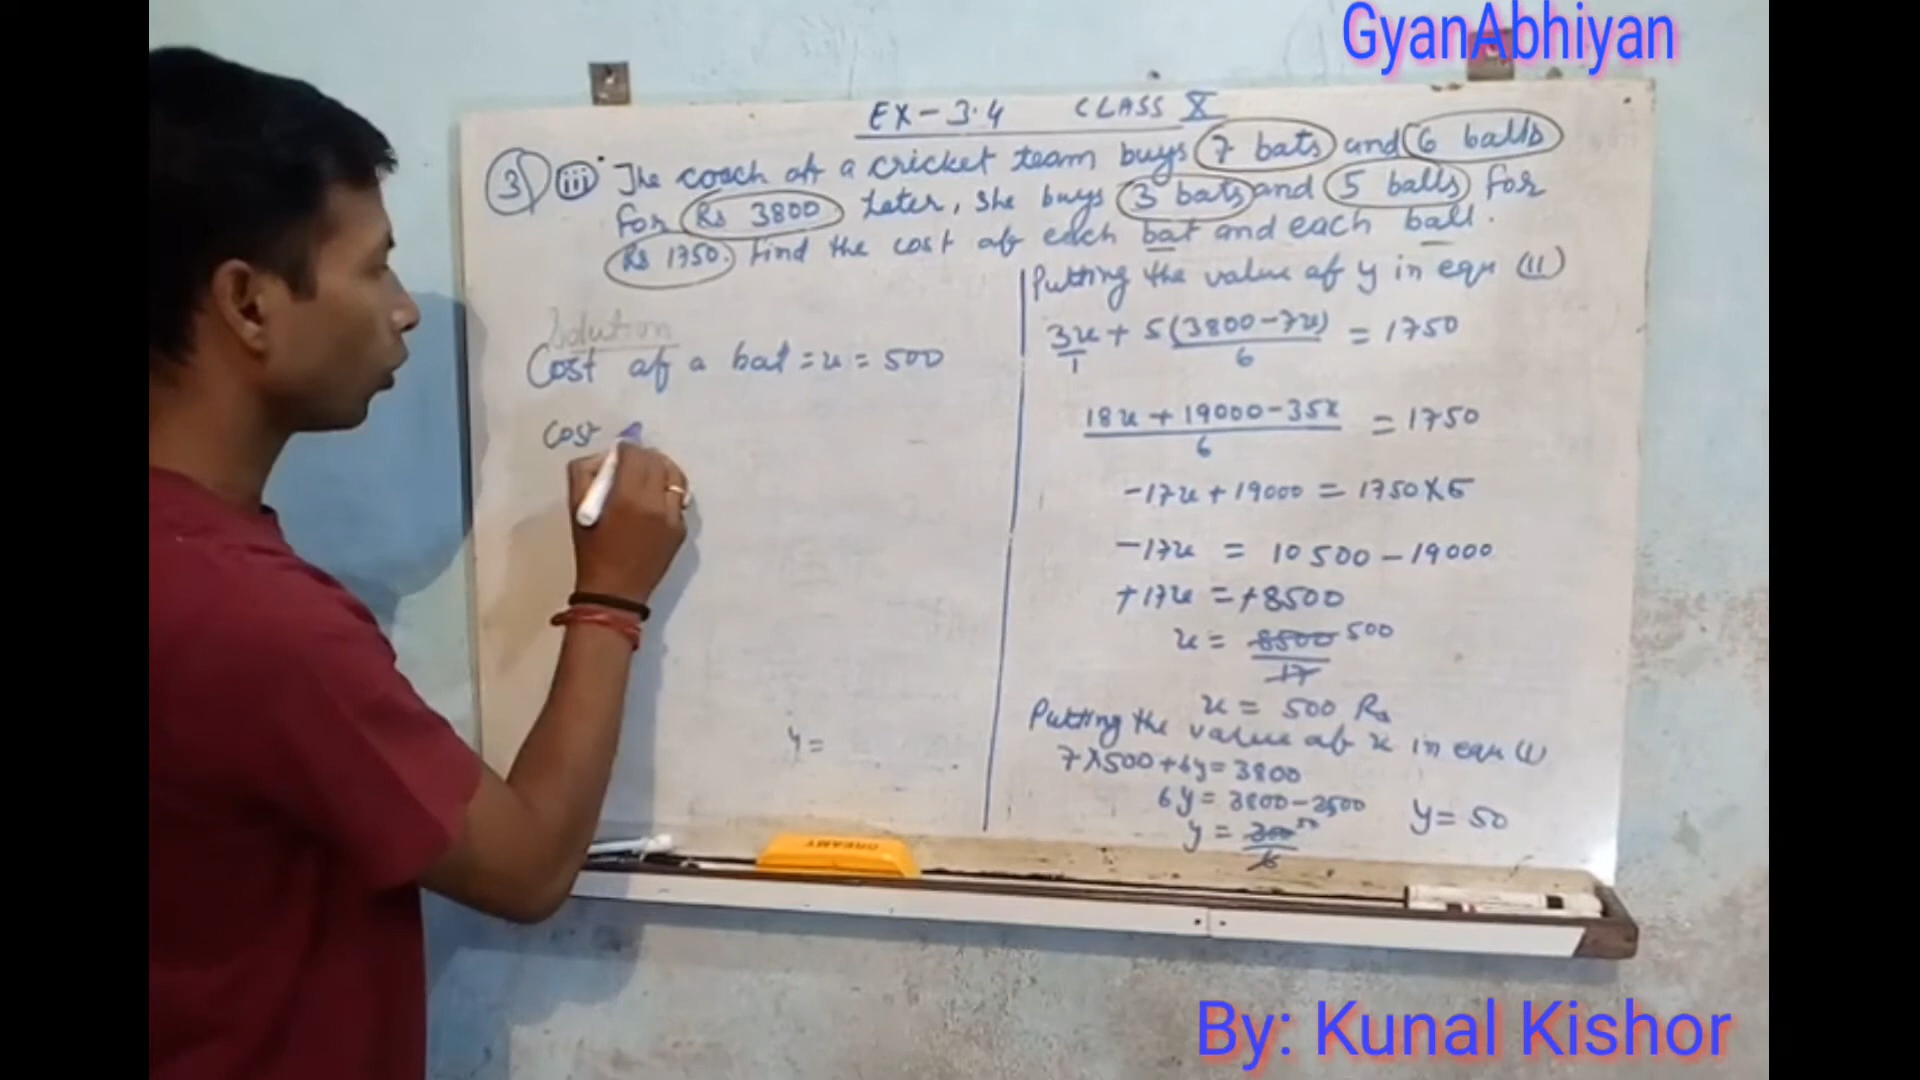 GyanAbhiyan
EX-3.4 CLASS X
3 iii The coach of a cricket team buys 7 bats and 6 balls
for Rs 3800. Later, she buys 3 bats and 5 balls for
Rs 1750. Find the cost of each bat and each ball.
Solution
Cost of a bat = x = 500
Cost
y =
Putting the value of y in eqn (II)
3x/1 + 5(3800-7x)/6 = 1750
18x + 19000 - 35x / 6 = 1750
-17x + 19000 = 1750×6
-17x = 10500 - 19000
+17x = +8500
x = 8500/17 500
x = 500 Rs
Putting the value of x in eqn (I)
7×500 + 6y = 3800
6y = 3800 - 3500
y = 300/6 50 y = 50
CREAMY
By: Kunal Kishor